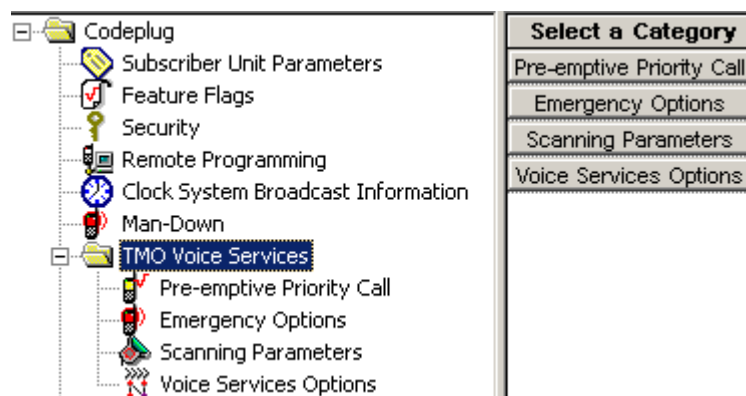 Codeplug
Subscriber Unit Parameters
Feature Flags
Security
Remote Programming
Clock System Broadcast Information
Man-Down
TMO Voice Services
Pre-emptive Priority Call
Emergency Options
Scanning Parameters
Voice Services Options
Select a Category
Pre-emptive Priority Call
Emergency Options
Scanning Parameters
Voice Services Options